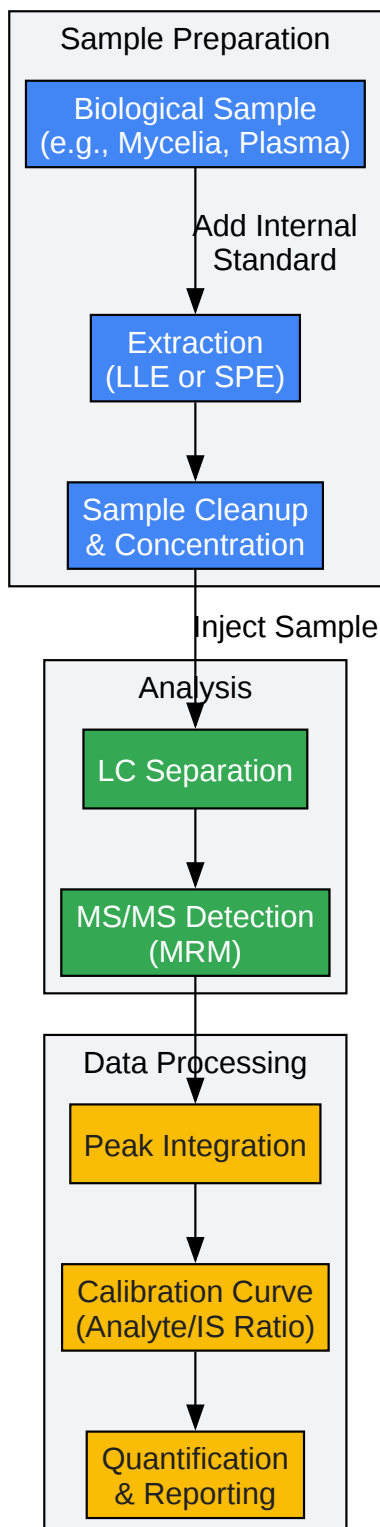 Sample Preparation
Biological Sample
(e.g., Mycelia, Plasma)
Add Internal
Standard
Extraction
(LLE or SPE)
Sample Cleanup
& Concentration
Inject Sample
Analysis
LC Separation
MS/MS Detection
(MRM)
Data Processing
Peak Integration
Calibration Curve
(Analyte/IS Ratio)
Quantification
& Reporting